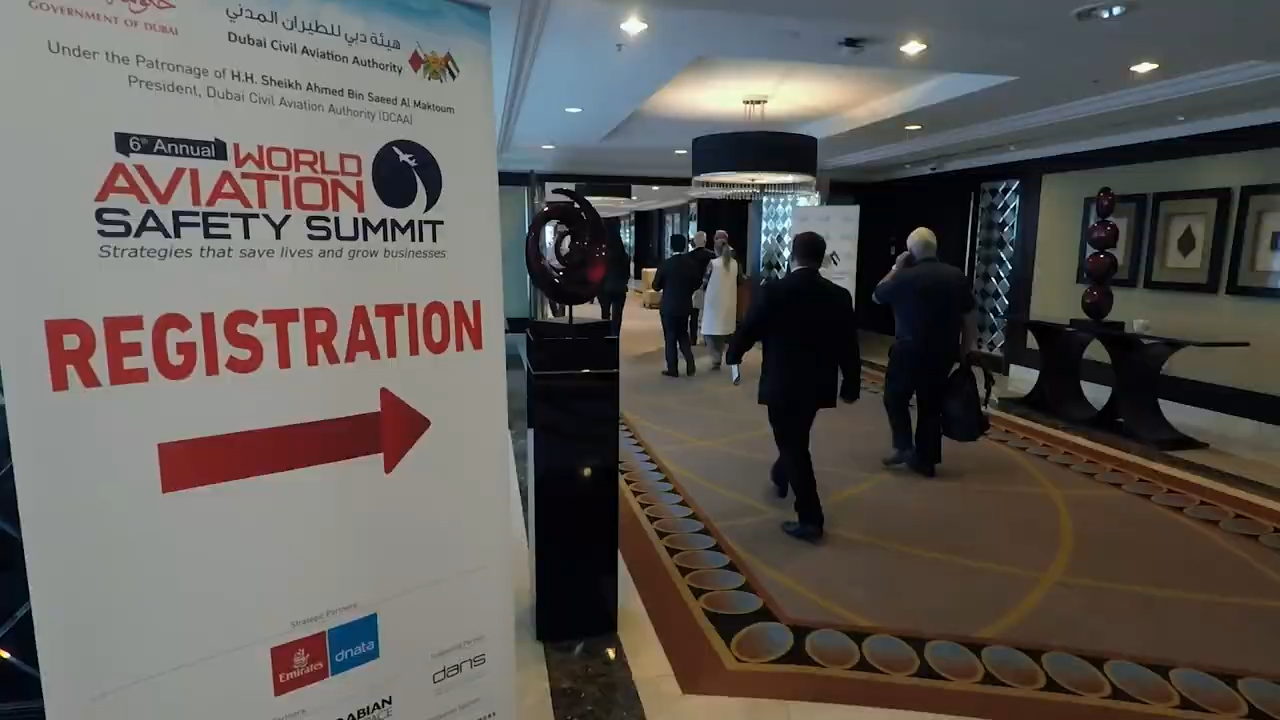 GOVERNMENT OF DUBAI
هيئة دبي للطيران المدني
Dubai Civil Aviation Authority
Under the Patronage of H.H. Sheikh Ahmed Bin Saeed Al Maktoum
President, Dubai Civil Aviation Authority (DCAA)
6th Annual
WORLD
AVIATION
SAFETY SUMMIT
Strategies that save lives and grow businesses
REGISTRATION
Strategic Partners
Emirates
dnata
dans